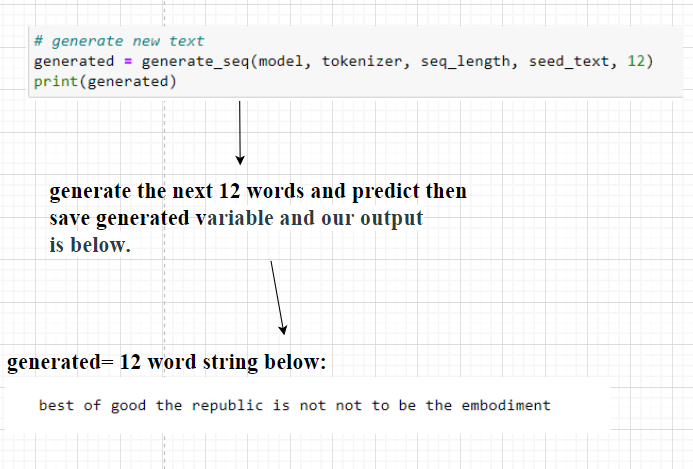 # generate new text
generated = generate_seq(model, tokenizer, seq_length, seed_text, 12)
print(generated)
generate the next 12 words and predict then
save generated variable and our output
is below.
generated= 12 word string below:
best of good the republic is not not to be the embodiment